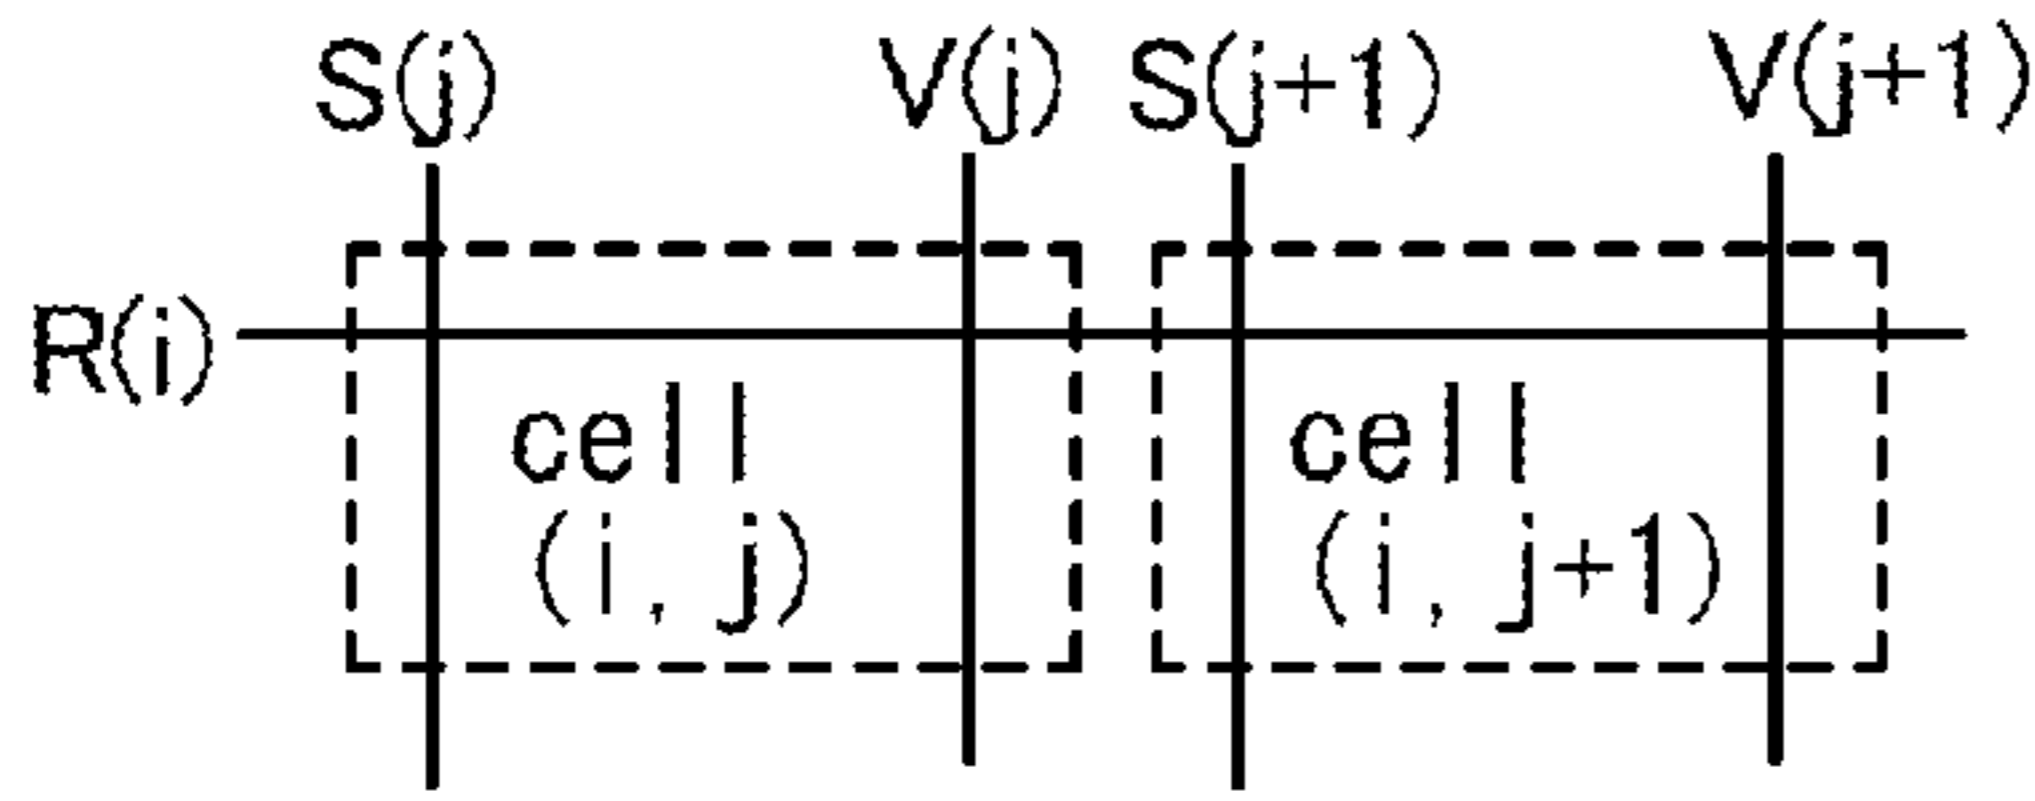 S(j) V(j) S(j+1) V(j+1)
R(i)
cell cell
(i, j) (i, j+1)